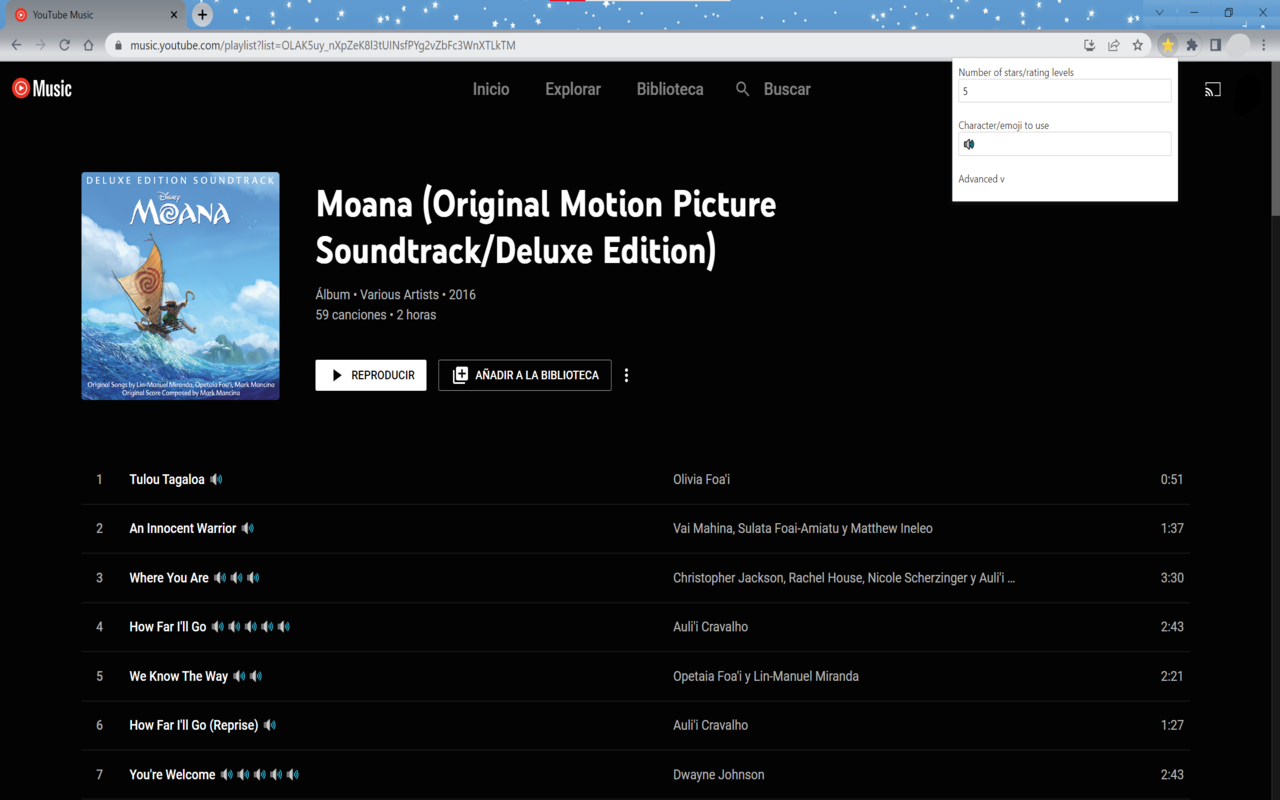 YouTube Music
music.youtube.com/playlist?list=OLAK5uy_nXpZeK8l3tUlNsfPYg2vZbFc3WnXTLkTM
Music
Inicio
Explorar
Biblioteca
Buscar
Number of stars/rating levels
5
Character/emoji to use
🔊
Advanced v
DELUXE EDITION SOUNDTRACK
Disney
MOANA
Original Songs by Lin-Manuel Miranda, Opetaia Foa'i, Mark Mancina
Original Score Composed by Mark Mancina
Moana (Original Motion Picture
Soundtrack/Deluxe Edition)
Álbum • Various Artists • 2016
59 canciones • 2 horas
REPRODUCIR
AÑADIR A LA BIBLIOTECA
1 Tulou Tagaloa 🔊 Olivia Foa'i 0:51
2 An Innocent Warrior 🔊 Vai Mahina, Sulata Foai-Amiatu y Matthew Ineleo 1:37
3 Where You Are 🔊🔊🔊 Christopher Jackson, Rachel House, Nicole Scherzinger y Auli'i ... 3:30
4 How Far I'll Go 🔊🔊🔊🔊🔊 Auli'i Cravalho 2:43
5 We Know The Way 🔊🔊 Opetaia Foa'i y Lin-Manuel Miranda 2:21
6 How Far I'll Go (Reprise) 🔊 Auli'i Cravalho 1:27
7 You're Welcome 🔊🔊🔊🔊🔊 Dwayne Johnson 2:43